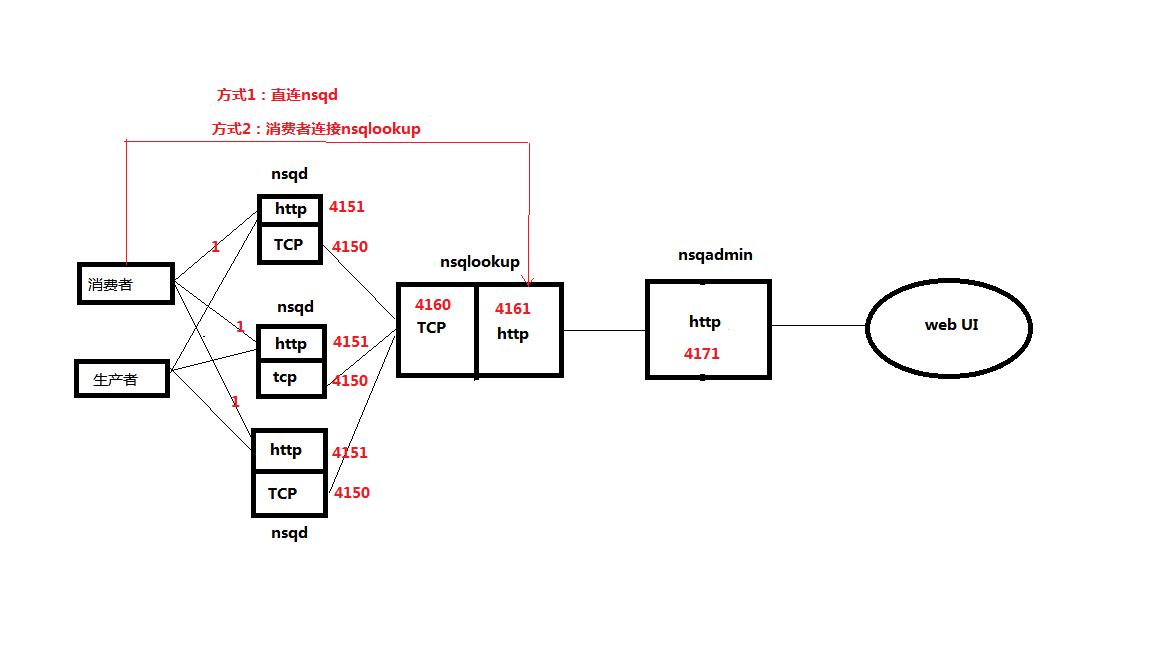 方式1：直连nsqd
方式2：消费者连接nsqlookup
nsqd
http
4151
TCP
4150
1
消费者
nsqd
http
4151
tcp
4150
1
生产者
1
http
4151
TCP
4150
nsqd
nsqlookup
4160
TCP
4161
http
nsqadmin
http
4171
web UI